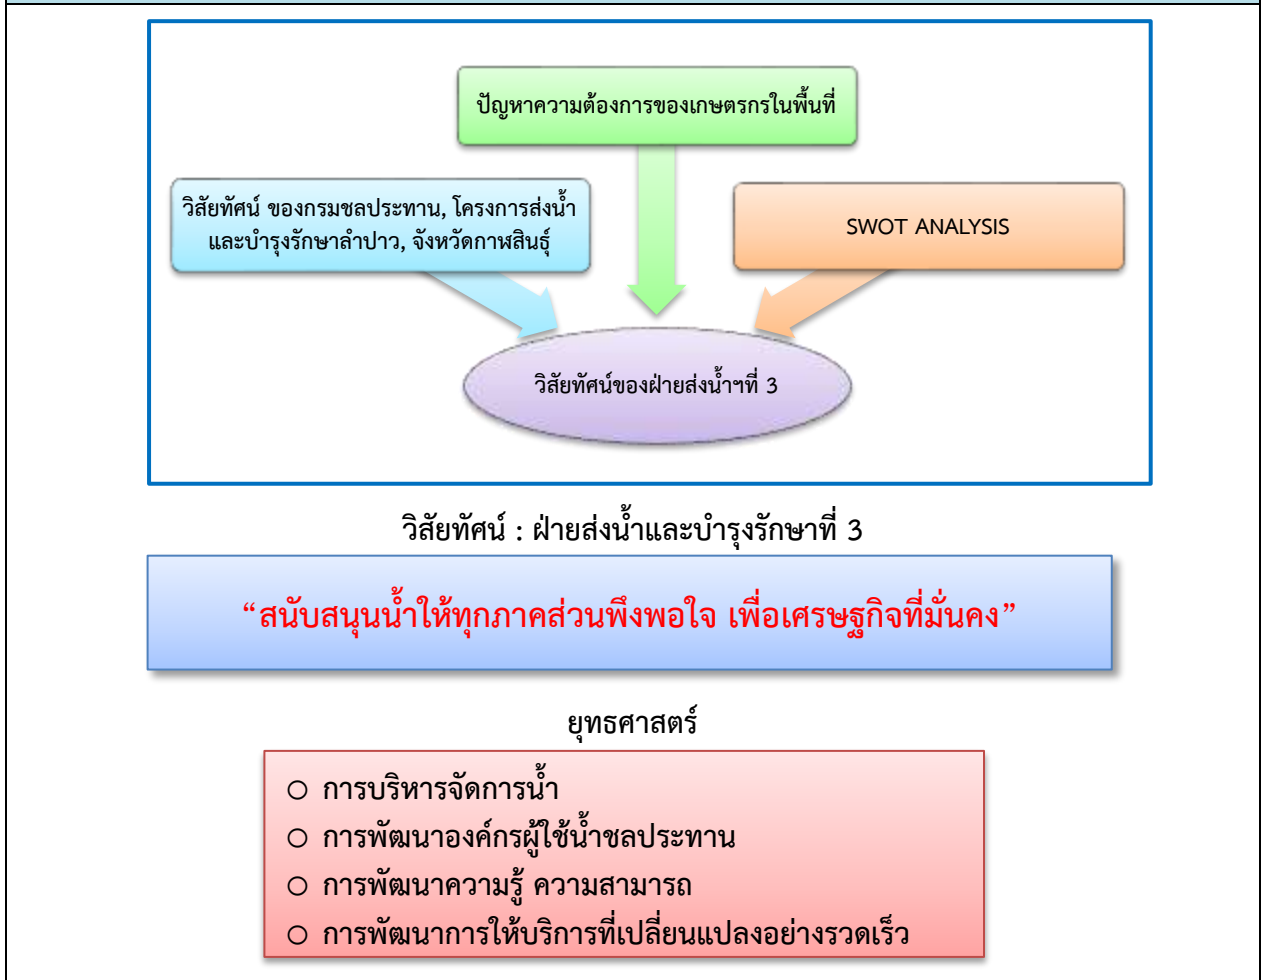 ปัญหาความต้องการของเกษตรกรในพื้นที่
วิสัยทัศน์ ของกรมชลประทาน, โครงการส่งน้ำ
และบำรุงรักษาลำปาว, จังหวัดกาฬสินธุ์
SWOT ANALYSIS
วิสัยทัศน์ของฝ่ายส่งน้ำฯที่ 3
วิสัยทัศน์ : ฝ่ายส่งน้ำและบำรุงรักษาที่ 3
“สนับสนุนน้ำให้ทุกภาคส่วนพึงพอใจ เพื่อเศรษฐกิจที่มั่นคง”
ยุทธศาสตร์
○ การบริหารจัดการน้ำ
○ การพัฒนาองค์กรผู้ใช้น้ำชลประทาน
○ การพัฒนาความรู้ ความสามารถ
○ การพัฒนาการให้บริการที่เปลี่ยนแปลงอย่างรวดเร็ว